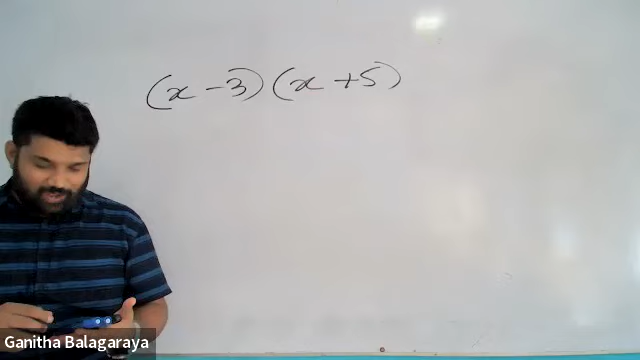 (x - 3) (x + 5)
Ganitha Balagaraya